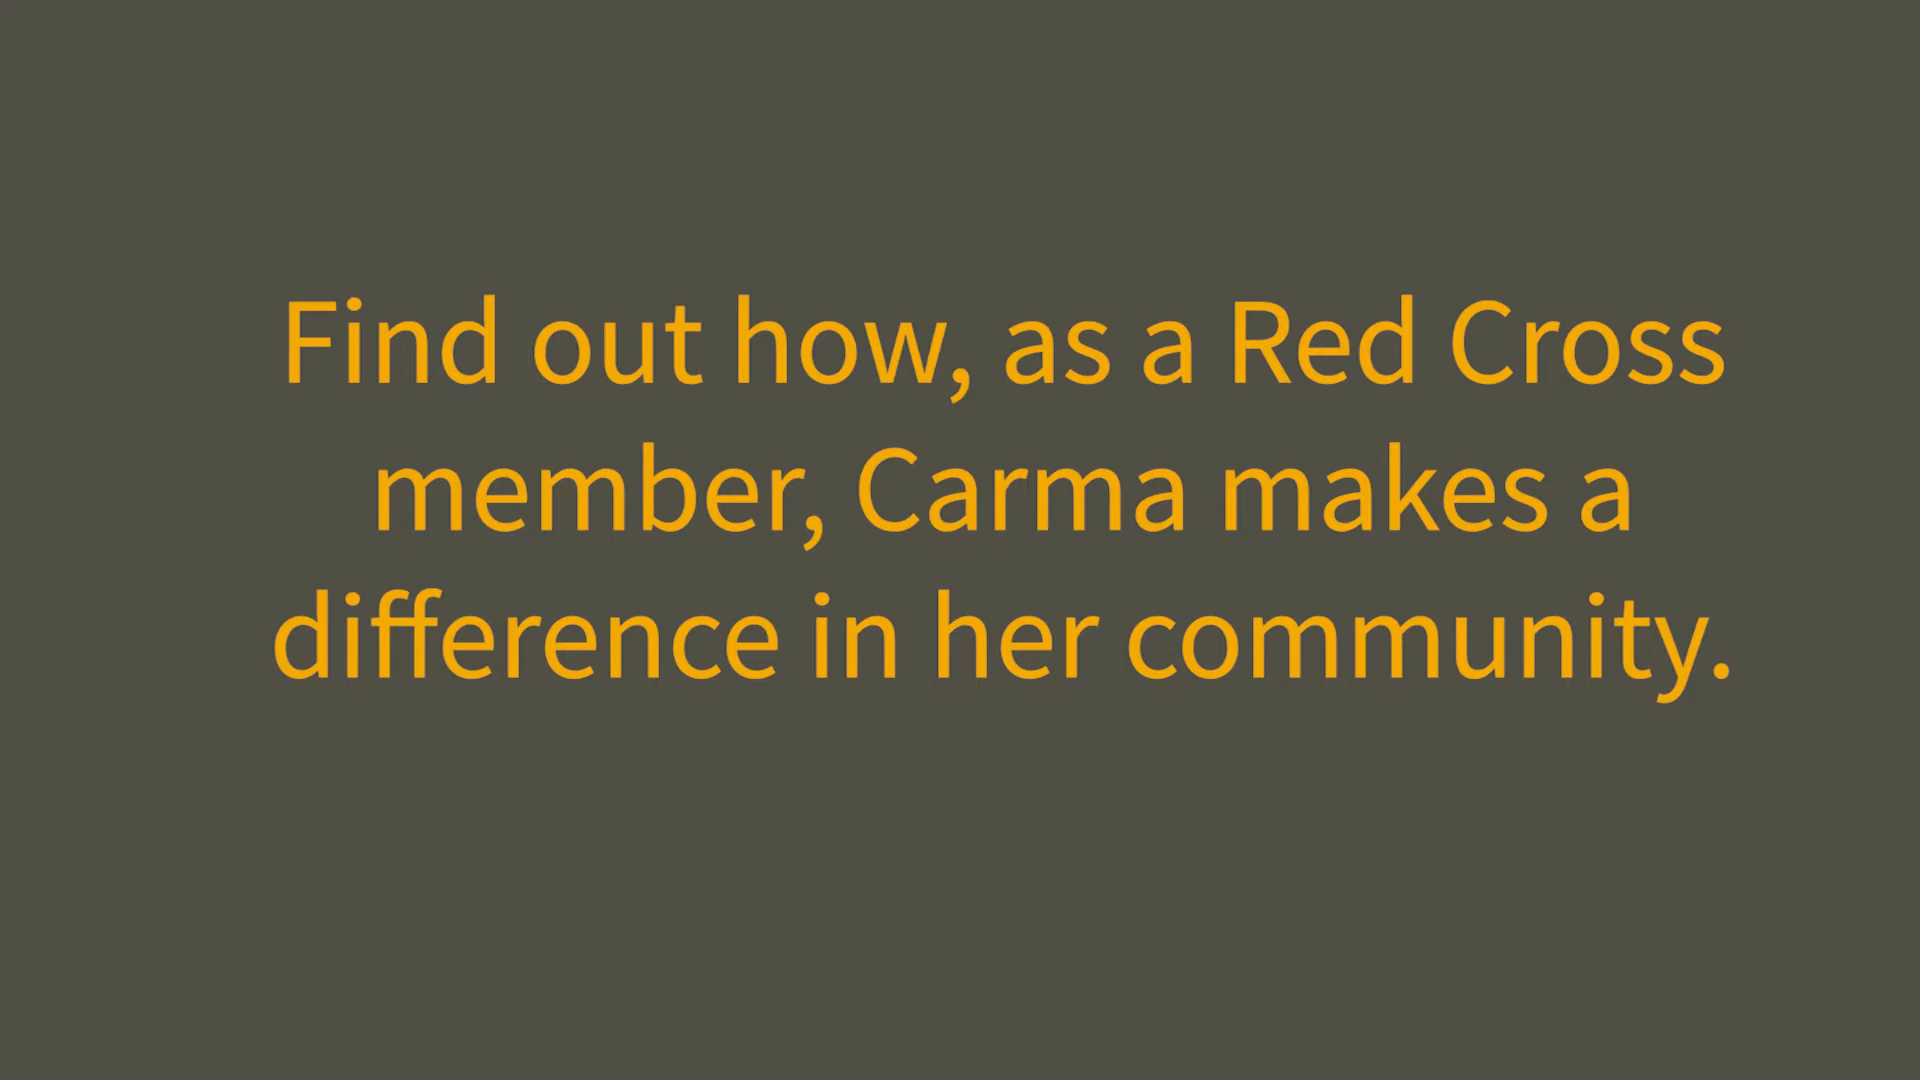 Find out how, as a Red Cross
member, Carma makes a
difference in her community.